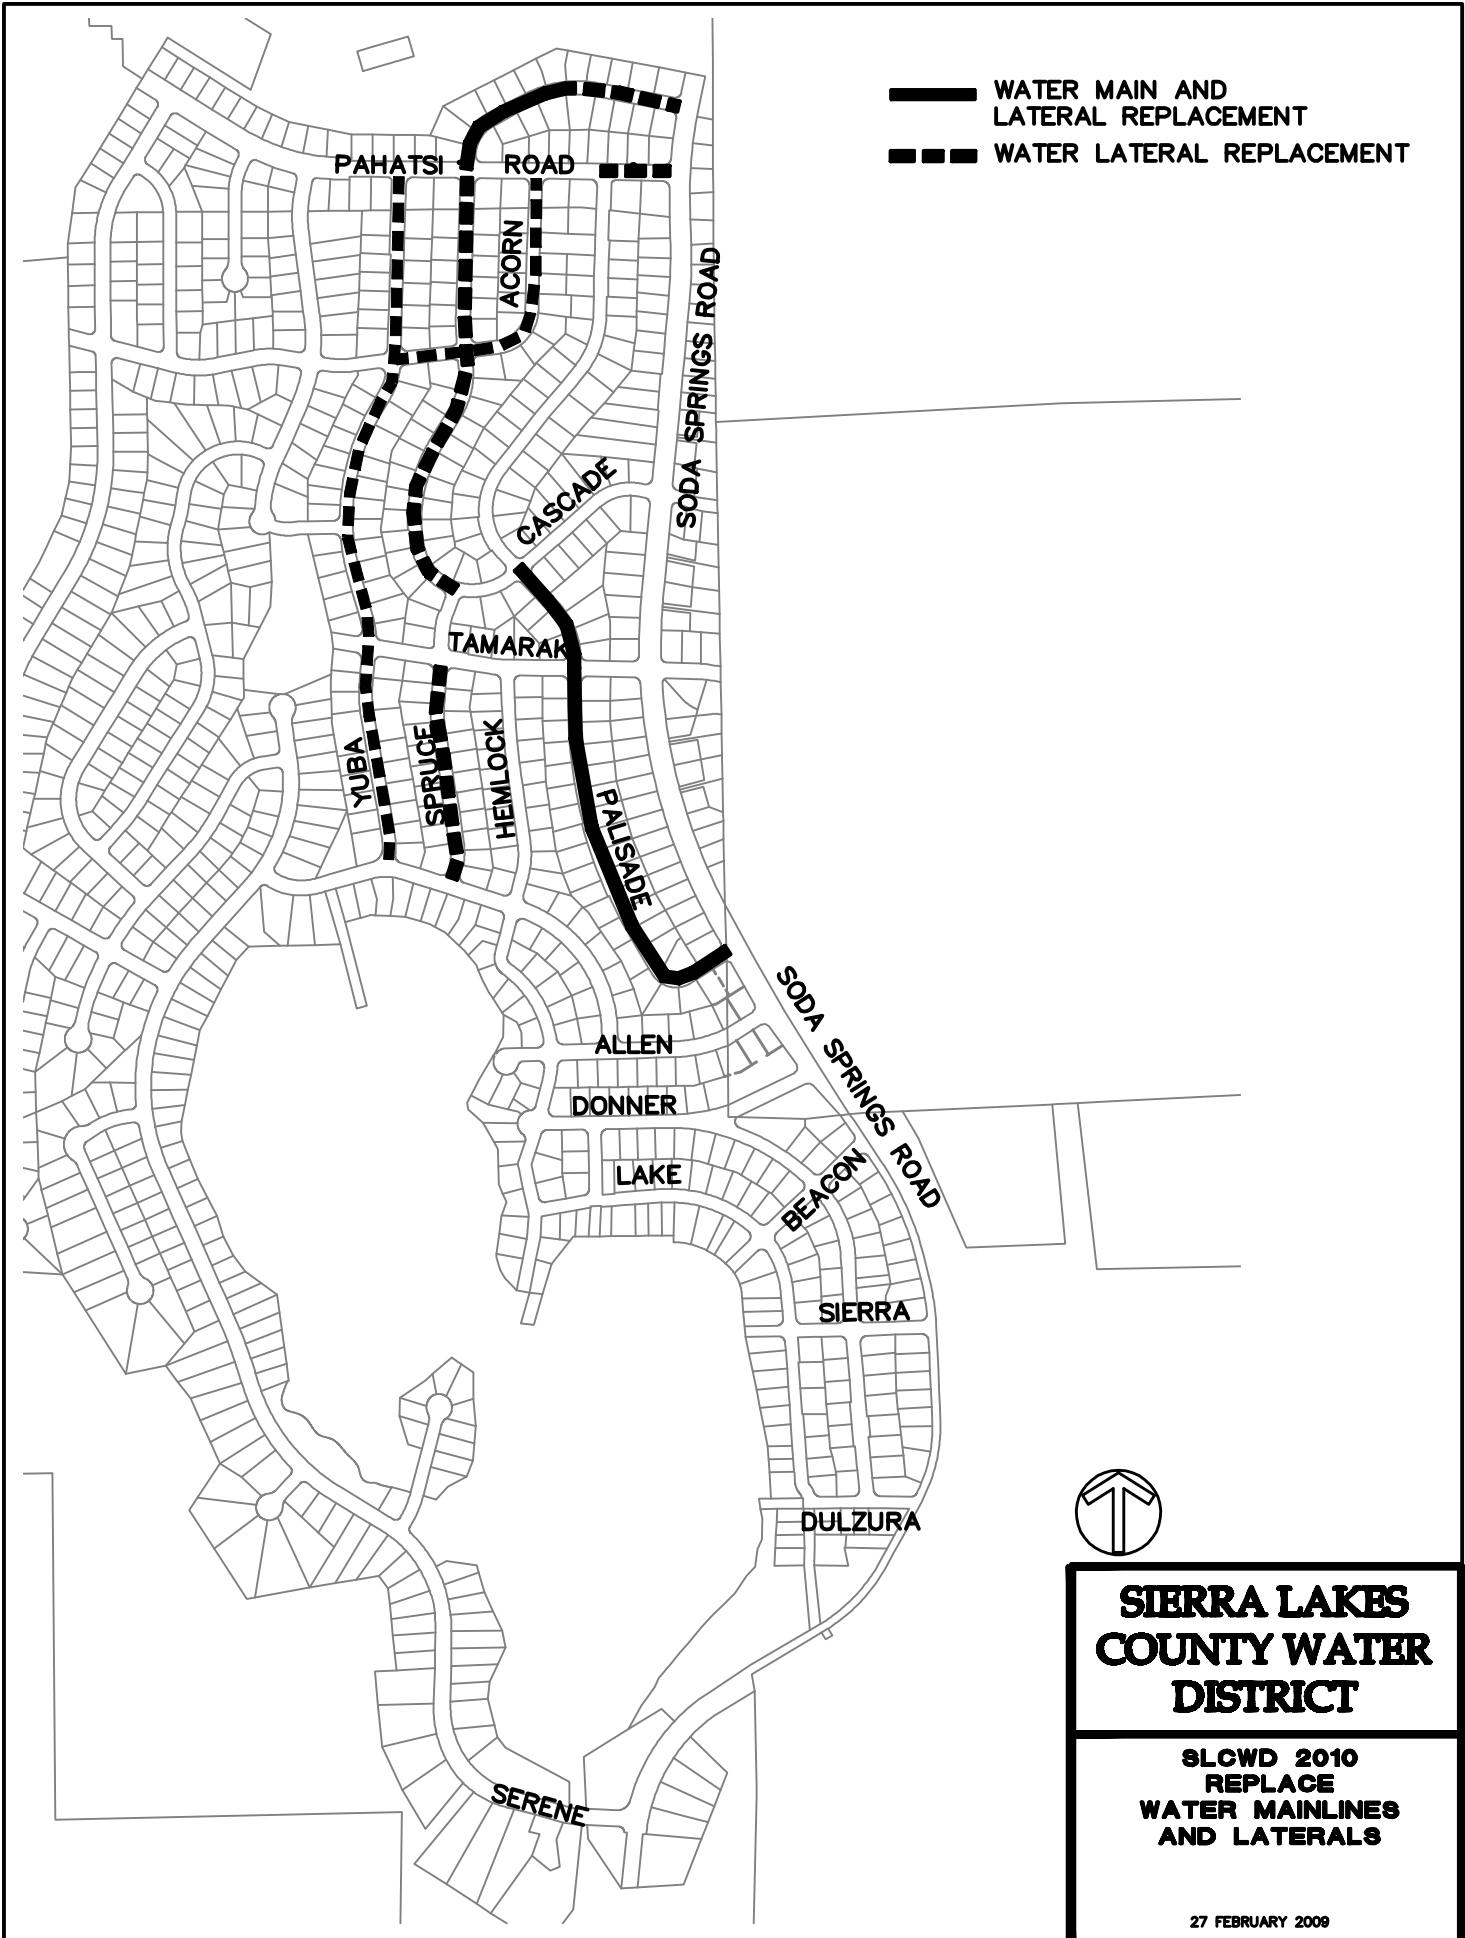 WATER MAIN AND
LATERAL REPLACEMENT
WATER LATERAL REPLACEMENT
PAHATSI ROAD
ACORN
SODA SPRINGS ROAD
CASCADE
TAMARAK
YUBA
SPRUCE
HEMLOCK
PALISADE
SODA SPRINGS ROAD
ALLEN
DONNER
LAKE
BEACON
SIERRA
DULZURA
SERENE
SIERRA LAKES
COUNTY WATER
DISTRICT
SLCWD 2010
REPLACE
WATER MAINLINES
AND LATERALS
27 FEBRUARY 2009